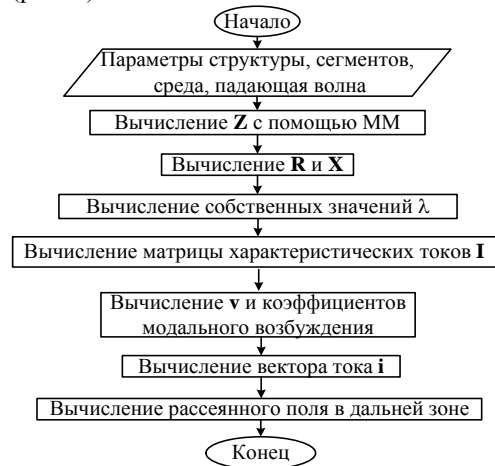 Начало
Параметры структуры, сегментов,
среда, падающая волна
Вычисление Z с помощью ММ
Вычисление R и X
Вычисление собственных значений λ
Вычисление матрицы характеристических токов I
Вычисление v и коэффициентов
модального возбуждения
Вычисление вектора тока i
Вычисление рассеянного поля в дальней зоне
Конец